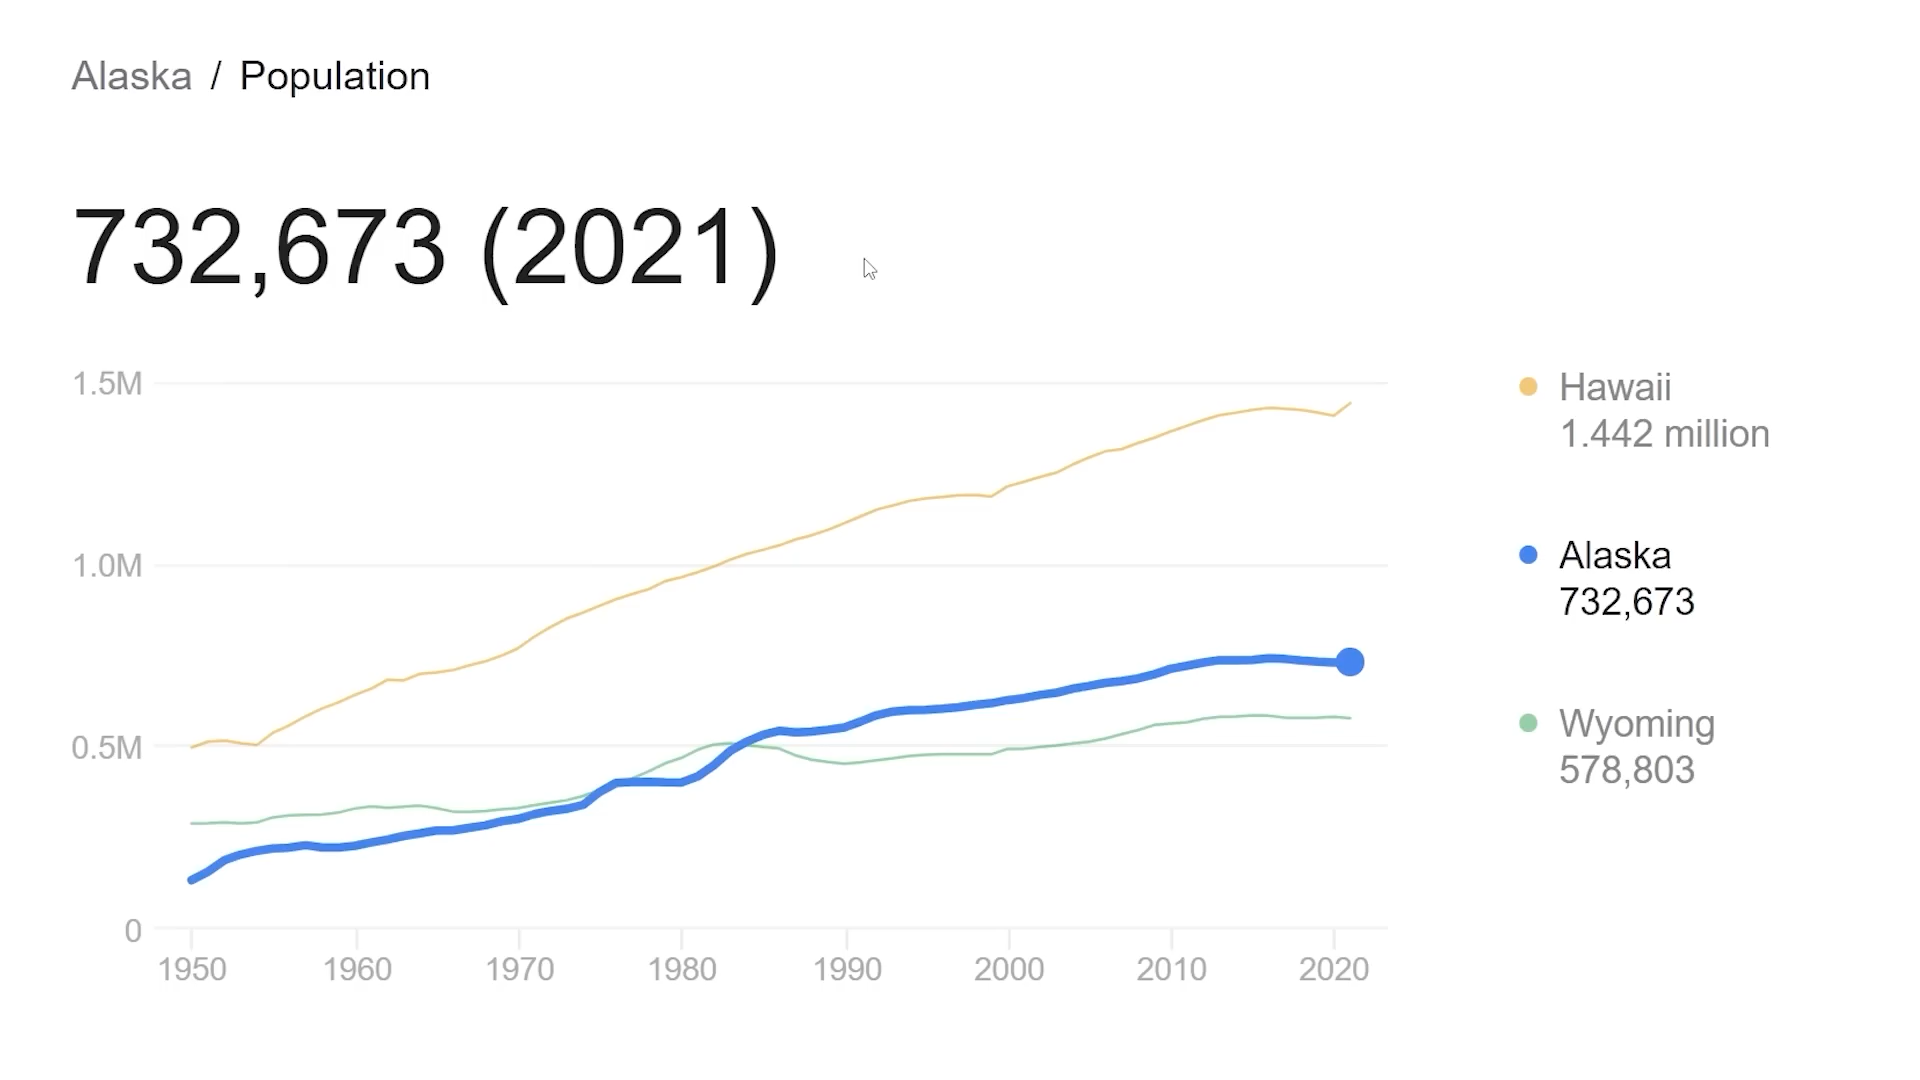 Alaska / Population
732,673 (2021)
1.5M
1.0M
0.5M
0
1950 1960 1970 1980 1990 2000 2010 2020
Hawaii
1.442 million
Alaska
732,673
Wyoming
578,803